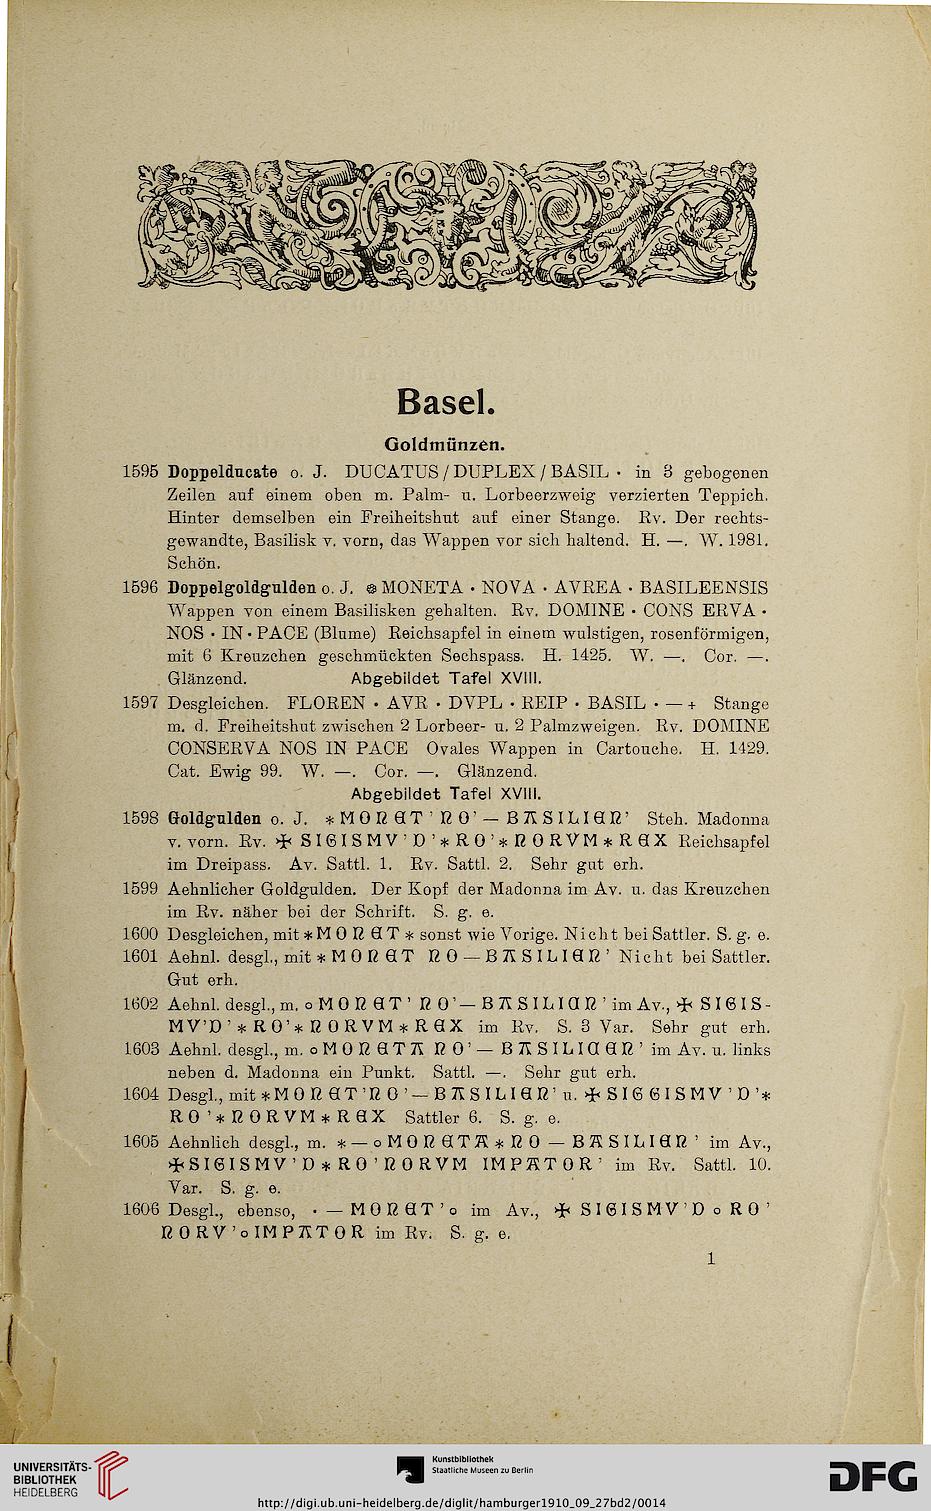 Basel.
Goldmünzen.
1595 Doppelducate o. J. DUCATUS / DUPLEX / BASIL · in 3 gebogenen
Zeilen auf einem oben m. Palm- u. Lorbeerzweig verzierten Teppich.
Hinter demselben ein Freiheitshut auf einer Stange. Rv. Der rechts-
gewandte, Basilisk v. vorn, das Wappen vor sich haltend. H. —. W. 1981.
Schön.
1596 Doppelgoldgulden o. J. ❁ MONETA · NOVA · AVREA · BASILEENSIS
Wappen von einem Basilisken gehalten. Rv. DOMINE · CONS ERVA ·
NOS · IN · PACE (Blume) Reichsapfel in einem wulstigen, rosenförmigen,
mit 6 Kreuzchen geschmückten Sechspass. H. 1425. W. —. Cor. —.
Glänzend. Abgebildet Tafel XVIII.
1597 Desgleichen. FLOREN · AVR · DVPL · REIP · BASIL · — + Stange
m. d. Freiheitshut zwischen 2 Lorbeer- u. 2 Palmzweigen. Rv. DOMINE
CONSERVA NOS IN PACE Ovales Wappen in Cartouche. H. 1429.
Cat. Ewig 99. W. —. Cor. —. Glänzend.
Abgebildet Tafel XVIII.
1598 Goldgulden o. J. * MONET ' NO' — BASILIEN' Steh. Madonna
v. vorn. Rv. ✠ SIGISMV'D'*RO'*NORVM*REX Reichsapfel
im Dreipass. Av. Sattl. 1. Rv. Sattl. 2. Sehr gut erh.
1599 Aehnlicher Goldgulden. Der Kopf der Madonna im Av. u. das Kreuzchen
im Rv. näher bei der Schrift. S. g. e.
1600 Desgleichen, mit *MONET* sonst wie Vorige. Nicht bei Sattler. S. g. e.
1601 Aehnl. desgl., mit * MONET NO — BASILIEN' Nicht bei Sattler.
Gut erh.
1602 Aehnl. desgl., m. o MONET' NO'— BASILICN' im Av., ✠ SIGIS-
MV'D'*RO'*NORVM*REX im Rv. S. 3 Var. Sehr gut erh.
1603 Aehnl. desgl., m. o MONETA NO' — BASILICEN' im Av. u. links
neben d. Madonna ein Punkt. Sattl. —. Sehr gut erh.
1604 Desgl., mit *MONET'NO' — BASILIEN' u. ✠ SIGGISMV'D'*
RO'*NORVM*REX Sattler 6. S. g. e.
1605 Aehnlich desgl., m. * — o MONETA*NO — BASILIEN' im Av.,
✠SIGISMV'D*RO'NORVM IMPATOR' im Rv. Sattl. 10.
Var. S. g. e.
1606 Desgl., ebenso, · — MONET'o im Av., ✠ SIGISMV'D o RO'
NORV'o IMPATOR im Rv. S. g. e.
1
UNIVERSITÄTS-
BIBLIOTHEK
HEIDELBERG
Kunstbibliothek
Staatliche Museen zu Berlin
DFG
http://digi.ub.uni-heidelberg.de/diglit/hamburger1910_09_27bd2/0014